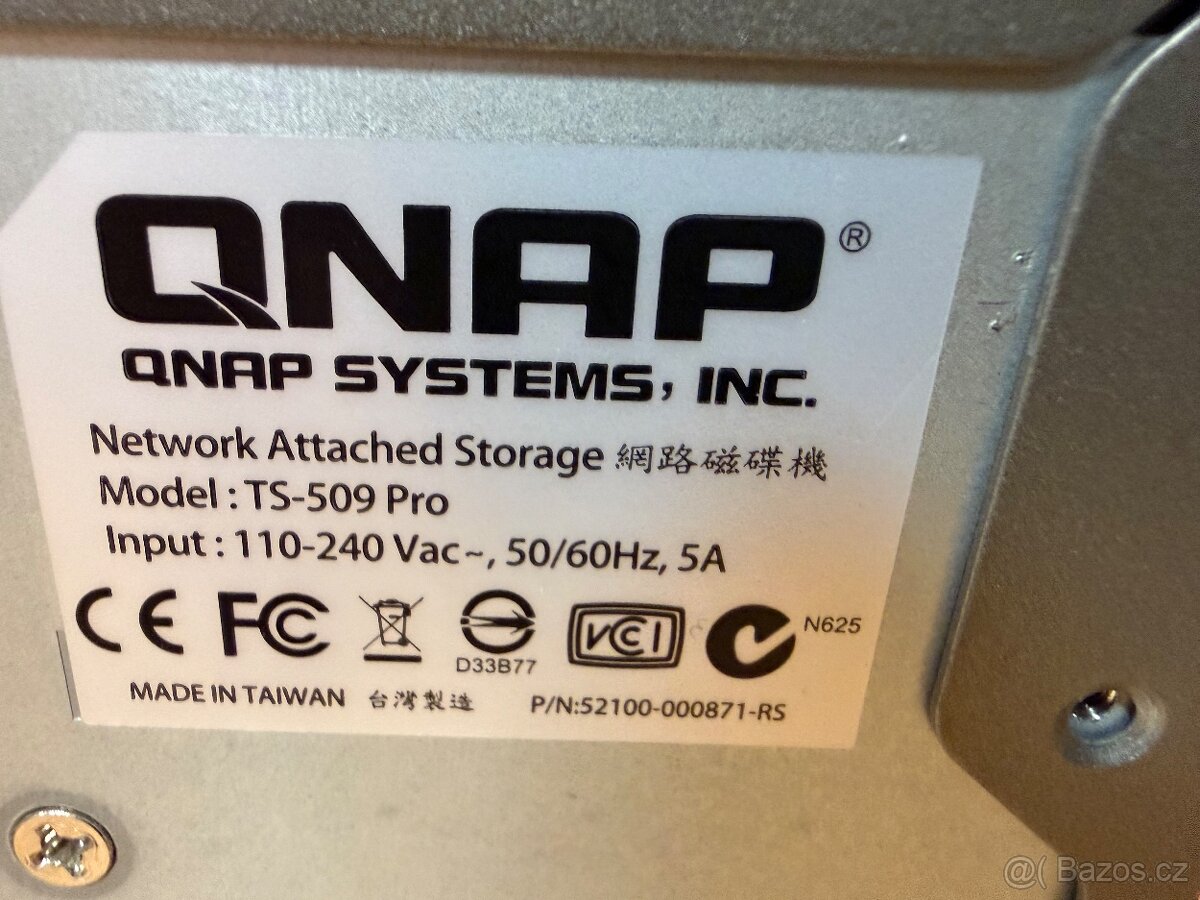 QNAP®
QNAP SYSTEMS, INC.
Network Attached Storage 網路磁碟機
Model : TS-509 Pro
Input : 110-240 Vac~, 50/60Hz, 5A
CE FC VCI N625
D33B77
MADE IN TAIWAN 台灣製造 P/N:52100-000871-RS
@( Bazos.cz